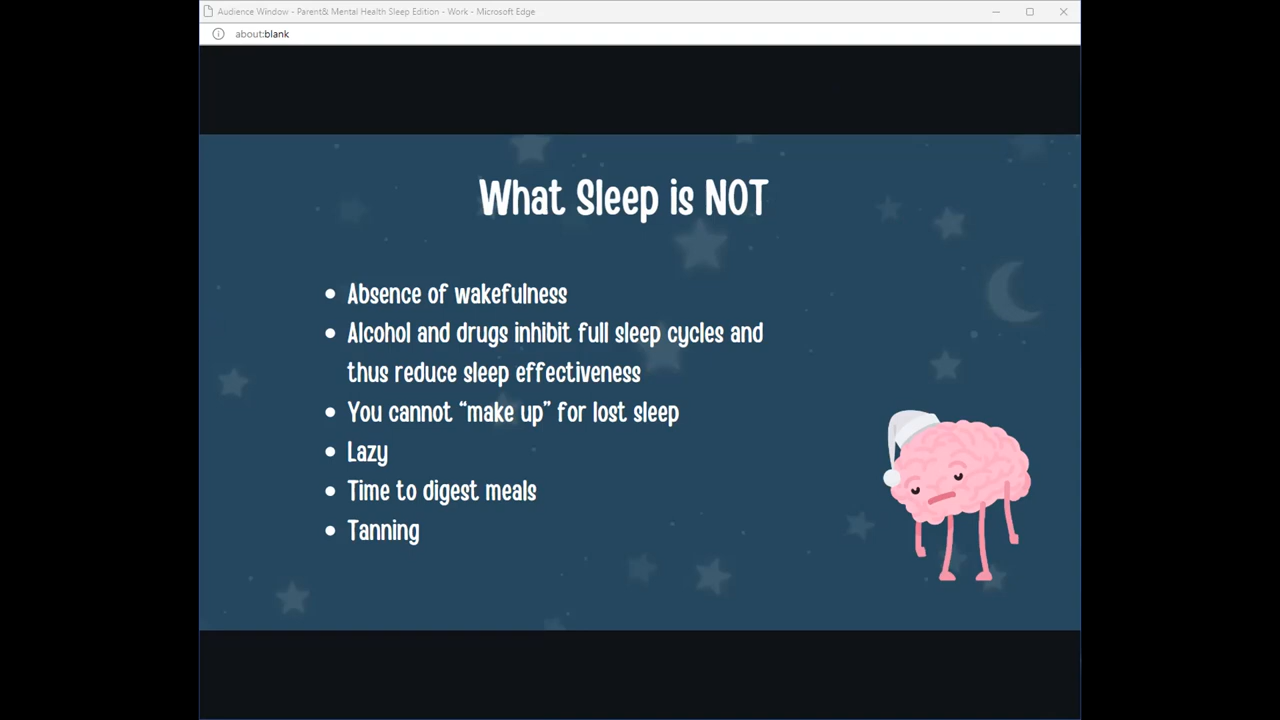 Audience Window - Parent& Mental Health Sleep Edition - Work - Microsoft Edge
about:blank
What Sleep is NOT
• Absence of wakefulness
• Alcohol and drugs inhibit full sleep cycles and
thus reduce sleep effectiveness
• You cannot “make up” for lost sleep
• Lazy
• Time to digest meals
• Tanning